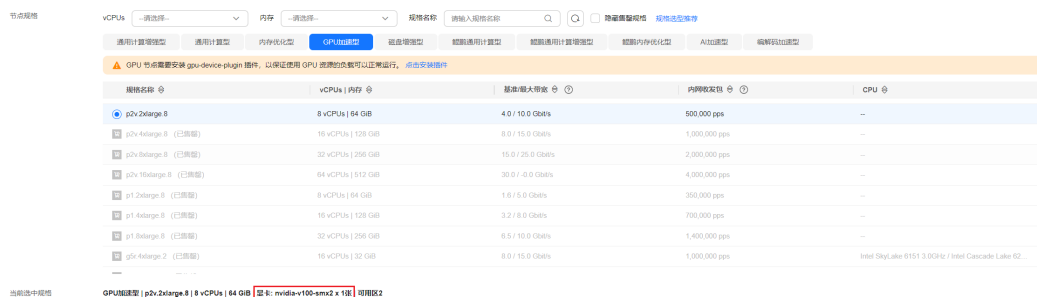 节点规格 vCPUs --请选择-- 内存 --请选择-- 规格名称 请输入规格名称 隐藏售罄规格 规格选型推荐
通用计算增强型 通用计算型 内存优化型 GPU加速型 磁盘增强型 鲲鹏通用计算型 鲲鹏通用计算增强型 鲲鹏内存优化型 AI加速型 编解码加速型
GPU 节点需要安装 gpu-device-plugin 插件，以保证使用 GPU 资源的负载可以正常运行， 点击安装插件
规格名称 vCPUs | 内存 基准/最大带宽 内网收发包 CPU
p2v.2xlarge.8 8 vCPUs | 64 GiB 4.0 / 10.0 Gbit/s 500,000 pps --
p2v.4xlarge.8 (已售罄) 16 vCPUs | 128 GiB 8.0 / 15.0 Gbit/s 1,000,000 pps --
p2v.8xlarge.8 (已售罄) 32 vCPUs | 256 GiB 15.0 / 25.0 Gbit/s 2,000,000 pps --
p2v.16xlarge.8 (已售罄) 64 vCPUs | 512 GiB 30.0 / -0.0 Gbit/s 4,000,000 pps --
p1.2xlarge.8 (已售罄) 8 vCPUs | 64 GiB 1.6 / 5.0 Gbit/s 350,000 pps --
p1.4xlarge.8 (已售罄) 16 vCPUs | 128 GiB 3.2 / 8.0 Gbit/s 700,000 pps --
p1.8xlarge.8 (已售罄) 32 vCPUs | 256 GiB 6.5 / 10.0 Gbit/s 1,400,000 pps --
g5r.4xlarge.2 (已售罄) 16 vCPUs | 32 GiB 8.0 / 15.0 Gbit/s 1,000,000 pps Intel SkyLake 6151 3.0GHz / Intel Cascade Lake 62...
当前选中规格 GPU加速型 | p2v.2xlarge.8 | 8 vCPUs | 64 GiB | 显卡: nvidia-v100-smx2 x 1张 可用区2